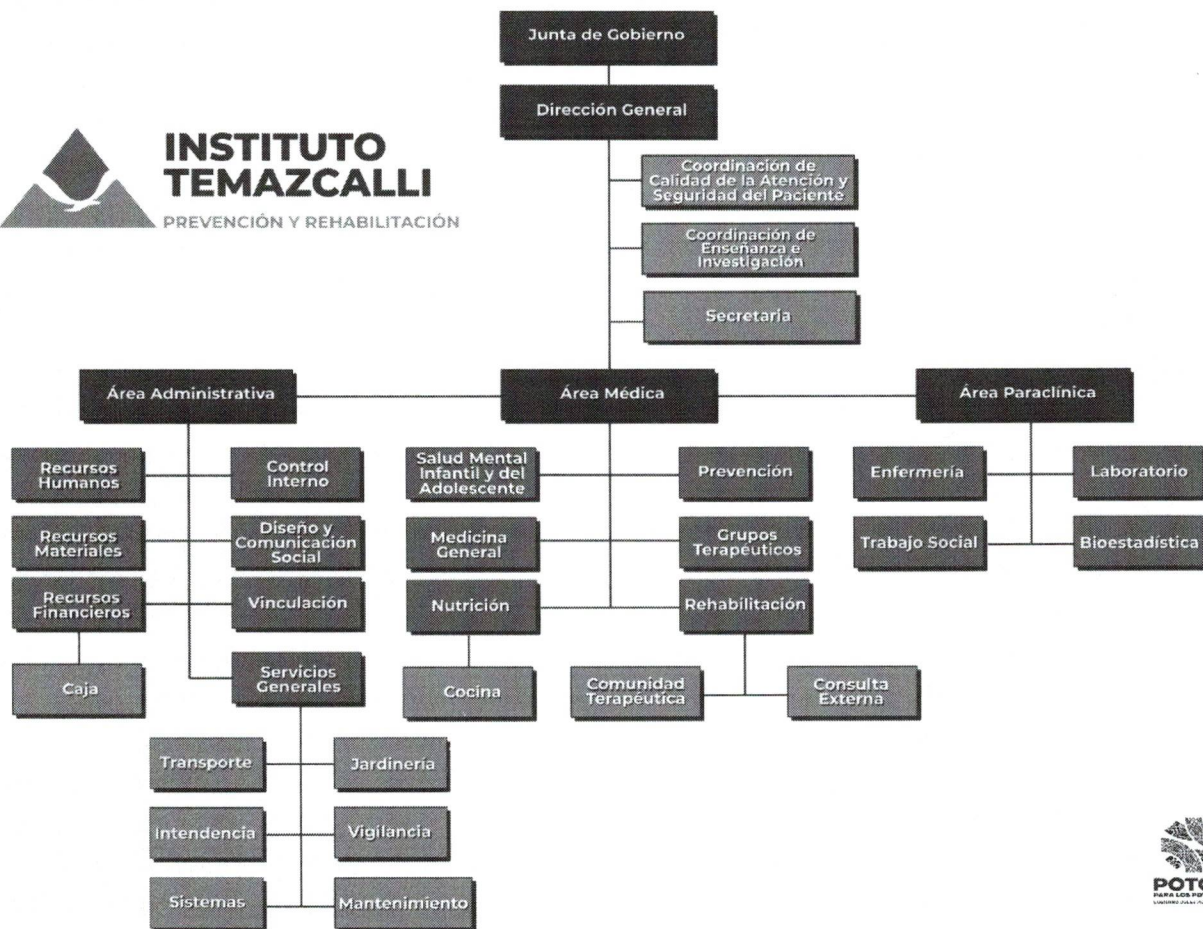 Junta de Gobierno
Dirección General
INSTITUTO
TEMAZCALLI
PREVENCIÓN Y REHABILITACIÓN
Coordinación de
Calidad de la Atención y
Seguridad del Paciente
Coordinación de
Enseñanza e
Investigación
Secretaria
Área Administrativa
Área Médica
Área Paraclínica
Recursos
Humanos
Control
Interno
Salud Mental
Infantil y del
Adolescente
Prevención
Enfermería
Laboratorio
Recursos
Materiales
Diseño y
Comunicación
Social
Medicina
General
Grupos
Terapéuticos
Trabajo Social
Bioestadística
Recursos
Financieros
Vinculación
Nutrición
Rehabilitación
Caja
Servicios
Generales
Cocina
Comunidad
Terapéutica
Consulta
Externa
Transporte
Jardinería
Intendencia
Vigilancia
Sistemas
Mantenimiento
PARA LOS